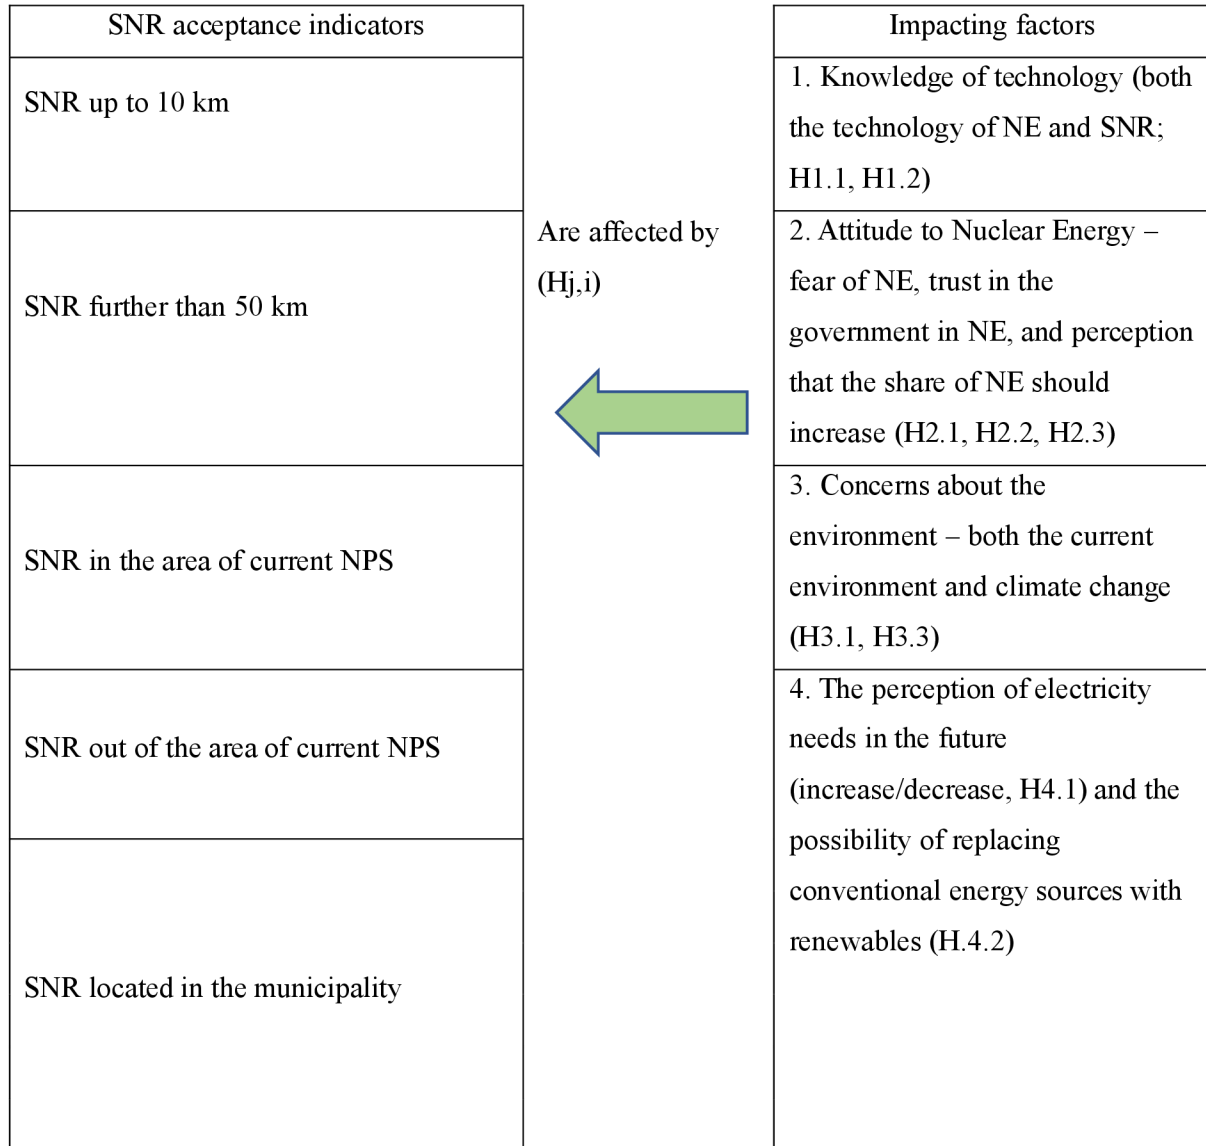 SNR acceptance indicators
SNR up to 10 km
SNR further than 50 km
SNR in the area of current NPS
SNR out of the area of current NPS
SNR located in the municipality
Are affected by
(Hj,i)
Impacting factors
1. Knowledge of technology (both
the technology of NE and SNR;
H1.1, H1.2)
2. Attitude to Nuclear Energy –
fear of NE, trust in the
government in NE, and perception
that the share of NE should
increase (H2.1, H2.2, H2.3)
3. Concerns about the
environment – both the current
environment and climate change
(H3.1, H3.3)
4. The perception of electricity
needs in the future
(increase/decrease, H4.1) and the
possibility of replacing
conventional energy sources with
renewables (H.4.2)